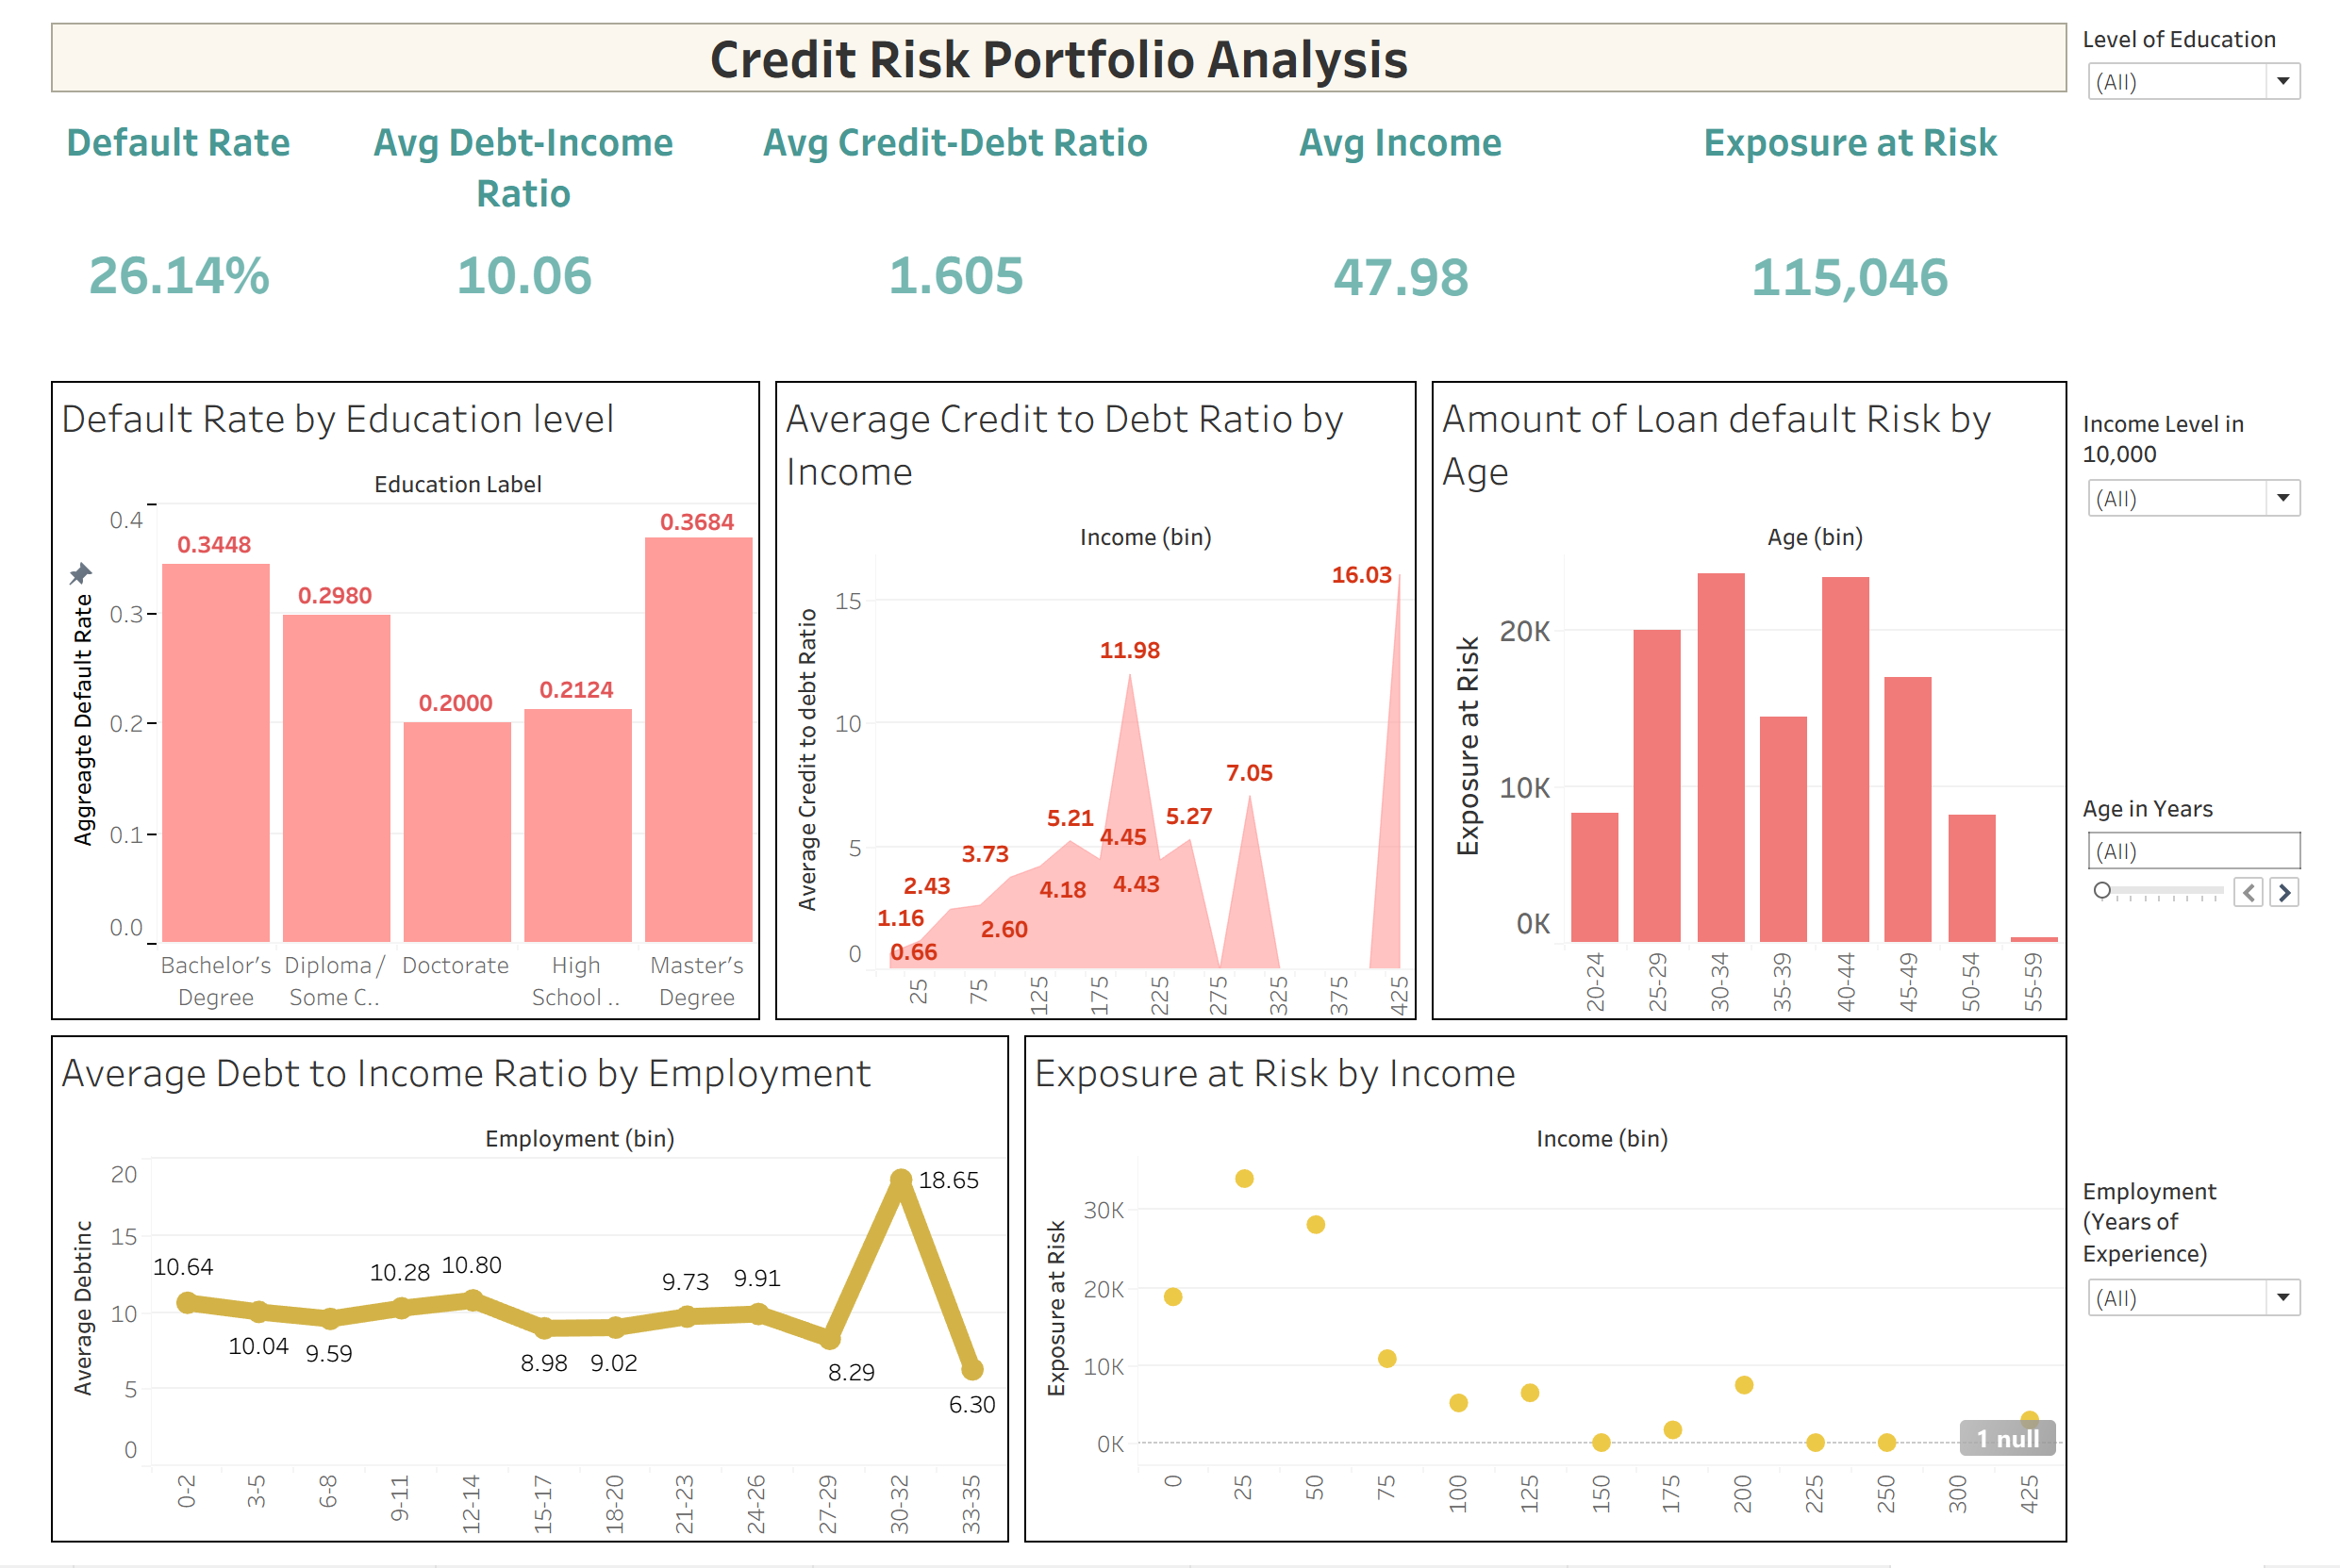 Credit Risk Portfolio Analysis
Level of Education
(All)
Default Rate
Avg Debt-Income
Ratio
Avg Credit-Debt Ratio
Avg Income
Exposure at Risk
26.14%
10.06
1.605
47.98
115,046
Default Rate by Education level
Education Label
Aggreagte Default Rate
0.4
0.3
0.2
0.1
0.0
0.3448
0.2980
0.2000
0.2124
0.3684
Bachelor's
Degree
Diploma /
Some C..
Doctorate
High
School ..
Master's
Degree
Average Credit to Debt Ratio by
Income
Income (bin)
Average Credit to debt Ratio
15
10
5
0
0.66
1.16
2.43
2.60
3.73
4.18
5.21
4.45
11.98
4.43
5.27
7.05
16.03
25
75
125
175
225
275
325
375
425
Amount of Loan default Risk by
Age
Age (bin)
Exposure at Risk
20K
10K
0K
20-24
25-29
30-34
35-39
40-44
45-49
50-54
55-59
Income Level in
10,000
(All)
Age in Years
(All)
Average Debt to Income Ratio by Employment
Employment (bin)
Average Debtinc
20
15
10
5
0
10.64
10.04
9.59
10.28
10.80
8.98
9.02
9.73
9.91
8.29
18.65
6.30
0-2
3-5
6-8
9-11
12-14
15-17
18-20
21-23
24-26
27-29
30-32
33-35
Exposure at Risk by Income
Income (bin)
Exposure at Risk
30K
20K
10K
0K
1 null
0
25
50
75
100
125
150
175
200
225
250
300
425
Employment
(Years of
Experience)
(All)